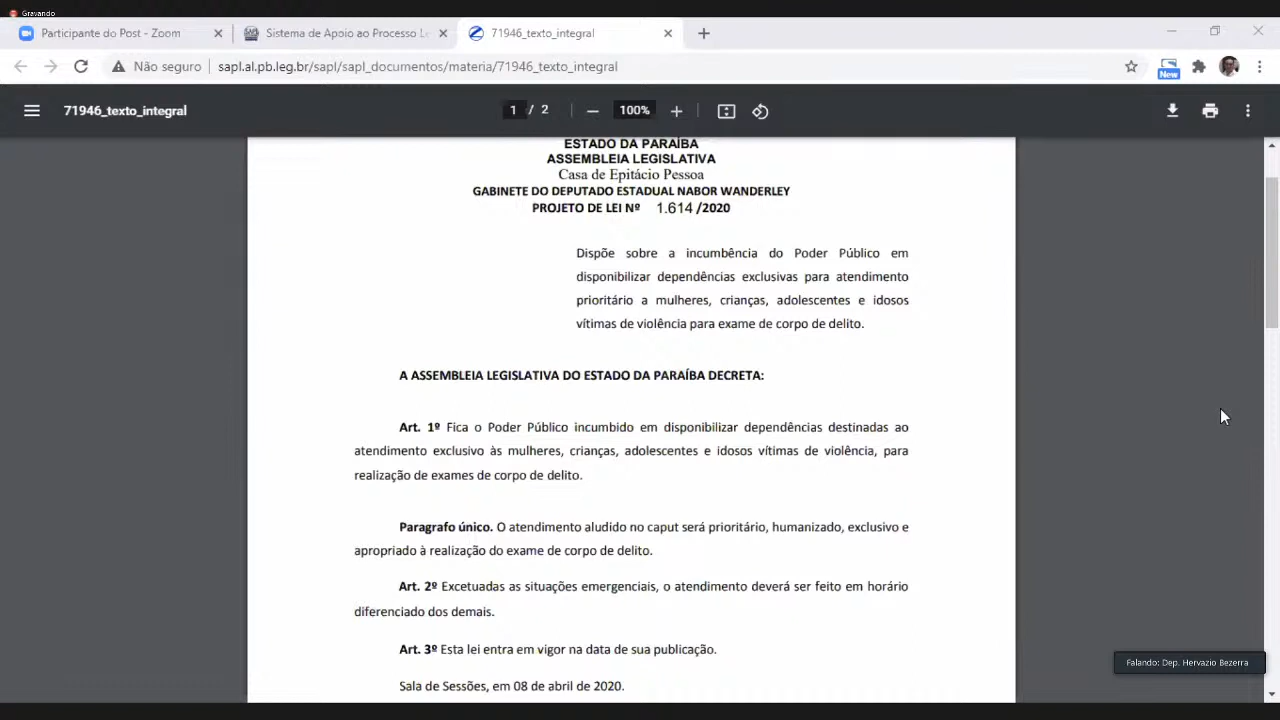 Gravando
Participante do Post - Zoom
Sistema de Apoio ao Processo Le
71946_texto_integral
Não seguro
sapl.al.pb.leg.br/sapl/sapl_documentos/materia/71946_texto_integral
New
71946_texto_integral
1 / 2
100%
ESTADO DA PARAÍBA
ASSEMBLEIA LEGISLATIVA
Casa de Epitácio Pessoa
GABINETE DO DEPUTADO ESTADUAL NABOR WANDERLEY
PROJETO DE LEI Nº 1.614 /2020
Dispõe sobre a incumbência do Poder Público em
disponibilizar dependências exclusivas para atendimento
prioritário a mulheres, crianças, adolescentes e idosos
vítimas de violência para exame de corpo de delito.
A ASSEMBLEIA LEGISLATIVA DO ESTADO DA PARAÍBA DECRETA:
Art. 1º Fica o Poder Público incumbido em disponibilizar dependências destinadas ao
atendimento exclusivo às mulheres, crianças, adolescentes e idosos vítimas de violência, para
realização de exames de corpo de delito.
Paragrafo único. O atendimento aludido no caput será prioritário, humanizado, exclusivo e
apropriado à realização do exame de corpo de delito.
Art. 2º Excetuadas as situações emergenciais, o atendimento deverá ser feito em horário
diferenciado dos demais.
Art. 3º Esta lei entra em vigor na data de sua publicação.
Sala de Sessões, em 08 de abril de 2020.
Falando: Dep. Hervazio Bezerra